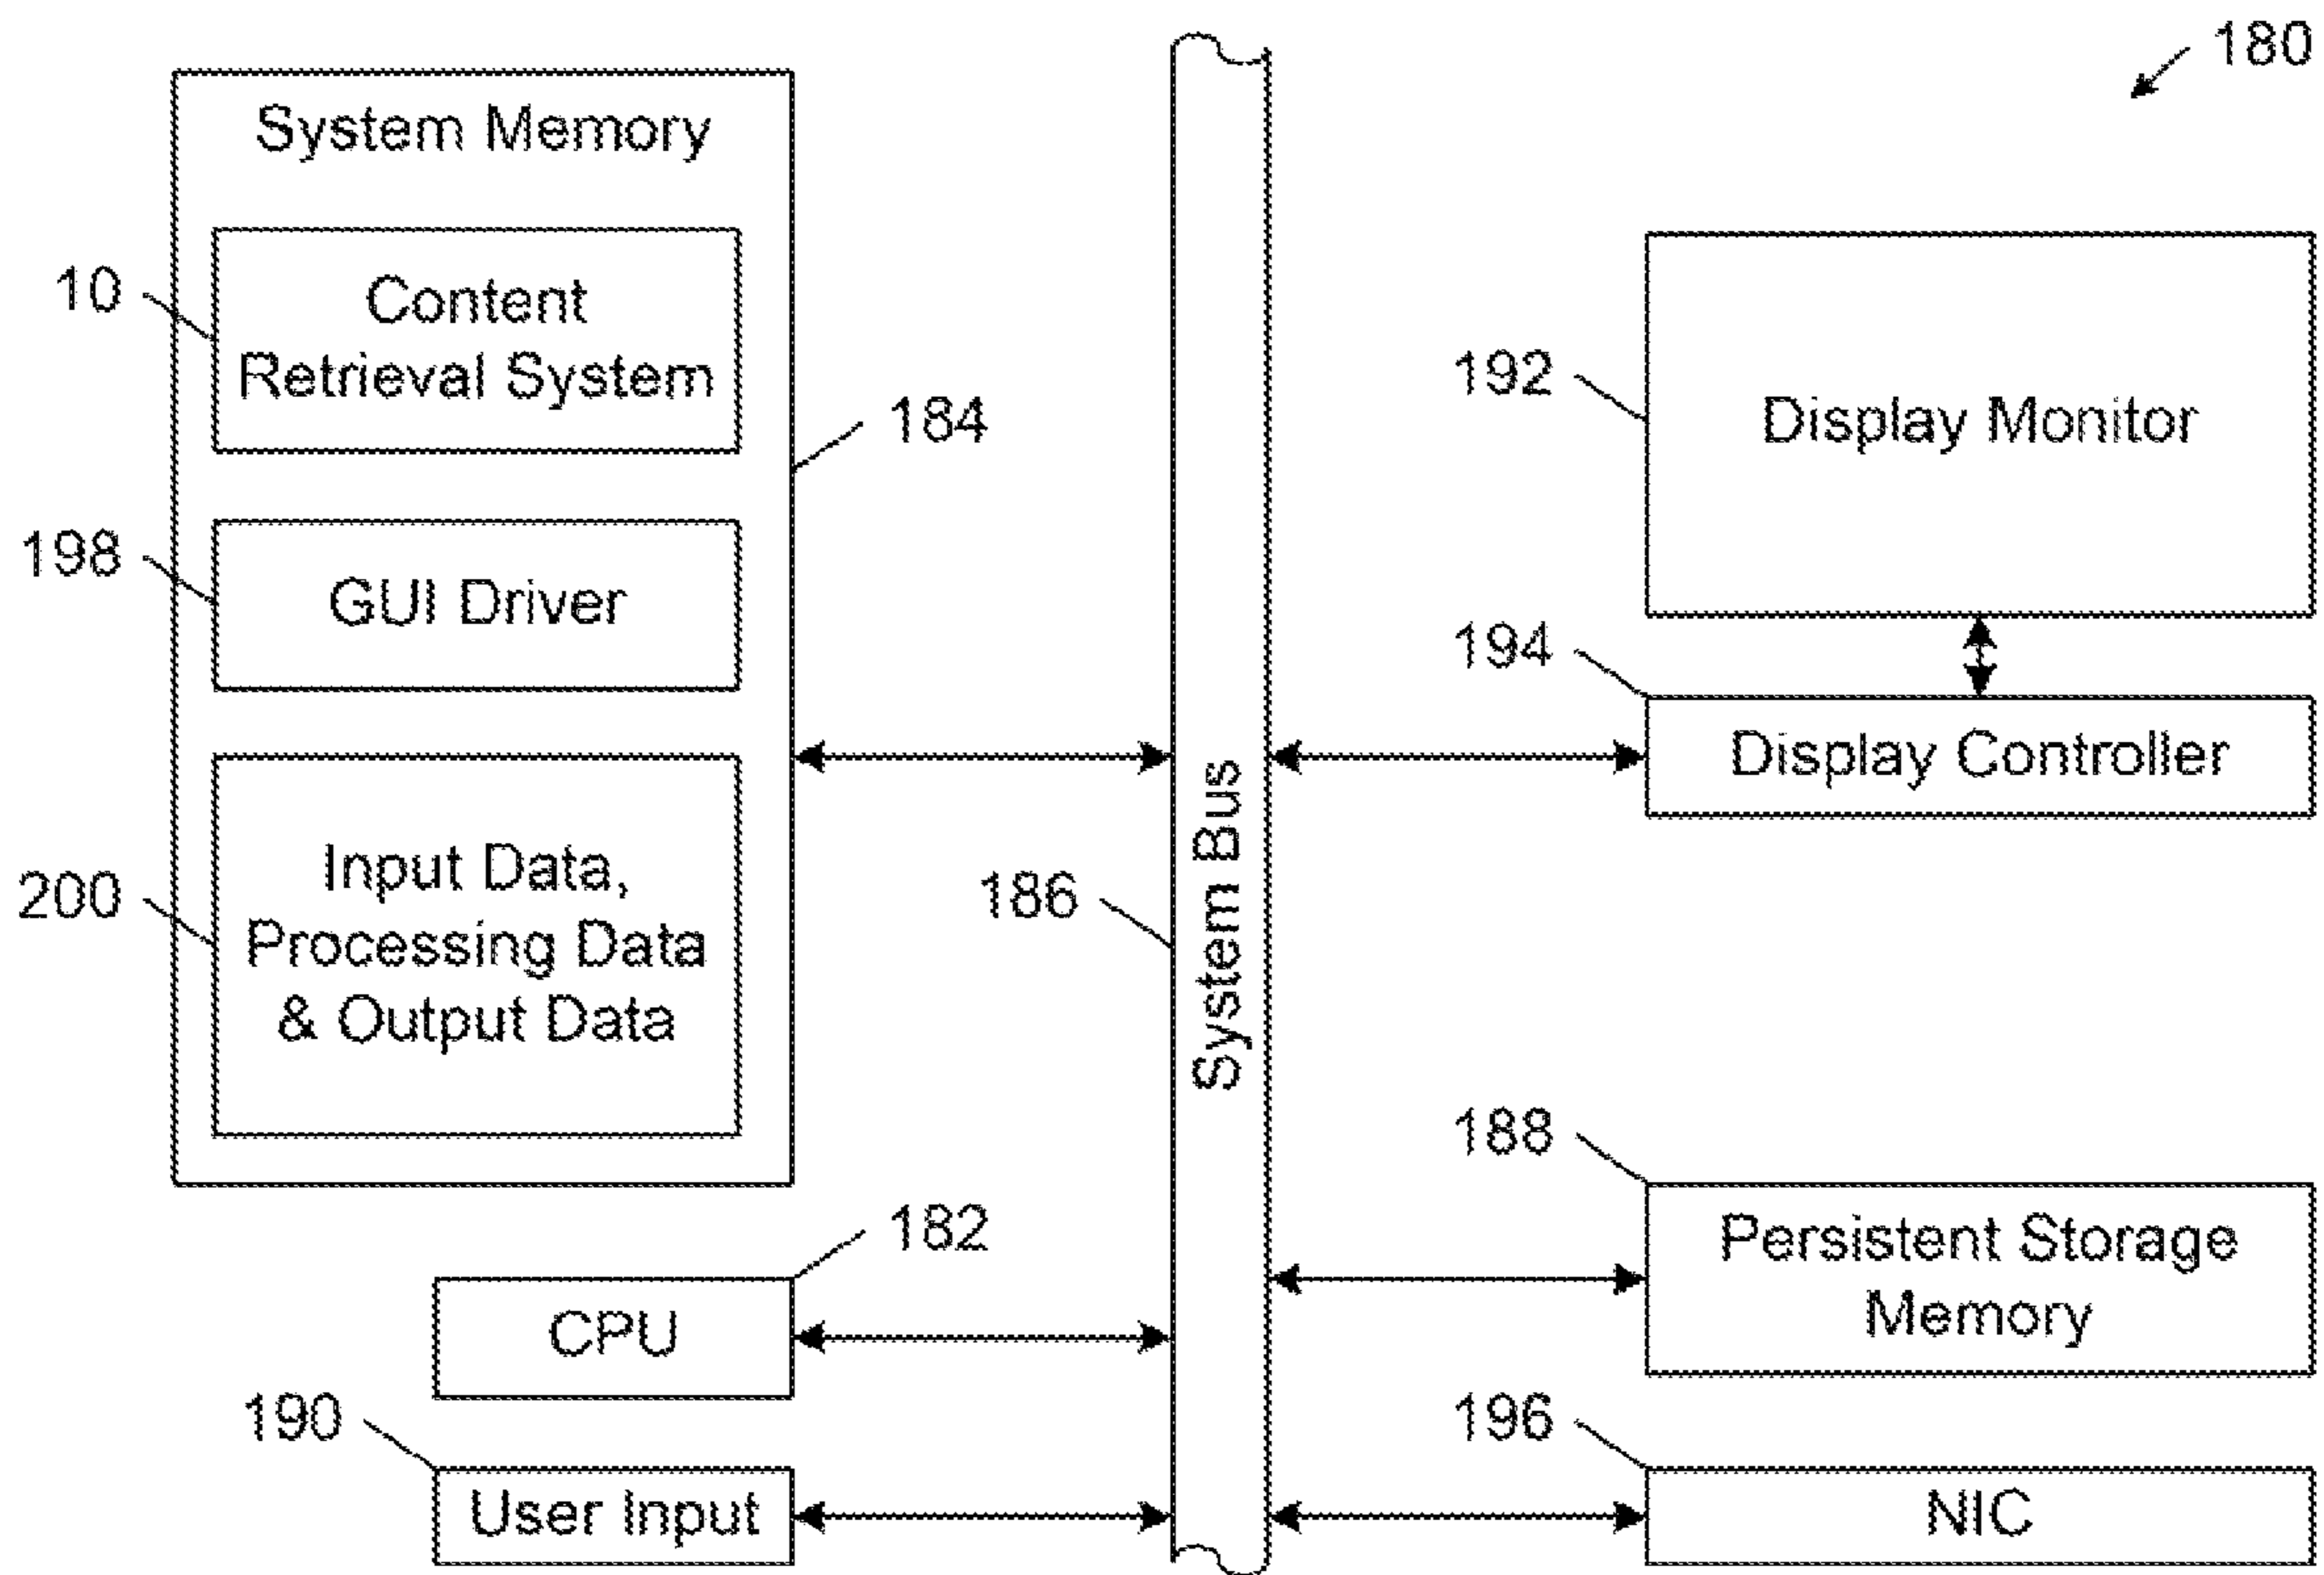 180
System Memory
10
Content
Retrieval System
184
198
GUI Driver
200
Input Data,
Processing Data
& Output Data
182
CPU
190
User Input
186
System Bus
192
Display Monitor
194
Display Controller
188
Persistent Storage
Memory
196
NIC